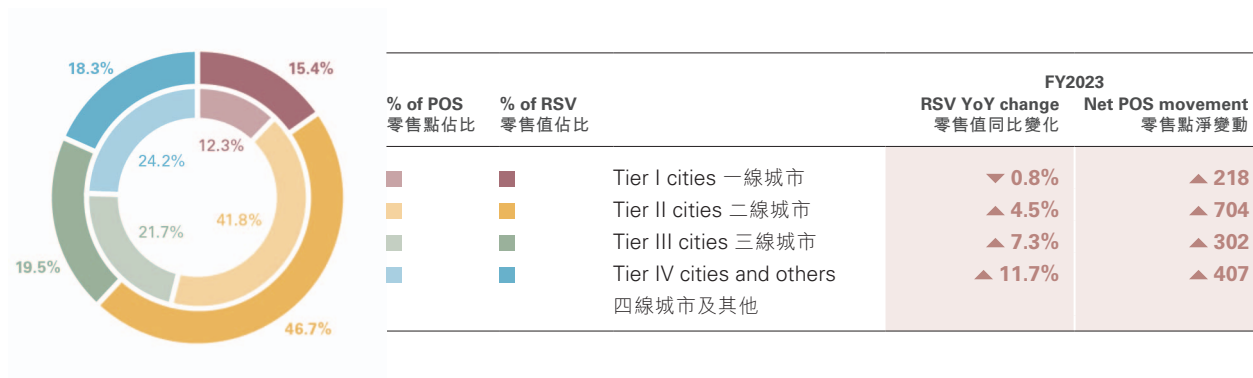 18.3%
15.4%
12.3%
24.2%
41.8%
21.7%
19.5%
46.7%
FY2023
% of POS % of RSV RSV YoY change Net POS movement
零售點佔比 零售值佔比 零售值同比變化 零售點淨變動
Tier I cities 一線城市 ▼ 0.8% ▲ 218
Tier II cities 二線城市 ▲ 4.5% ▲ 704
Tier III cities 三線城市 ▲ 7.3% ▲ 302
Tier IV cities and others ▲ 11.7% ▲ 407
四線城市及其他